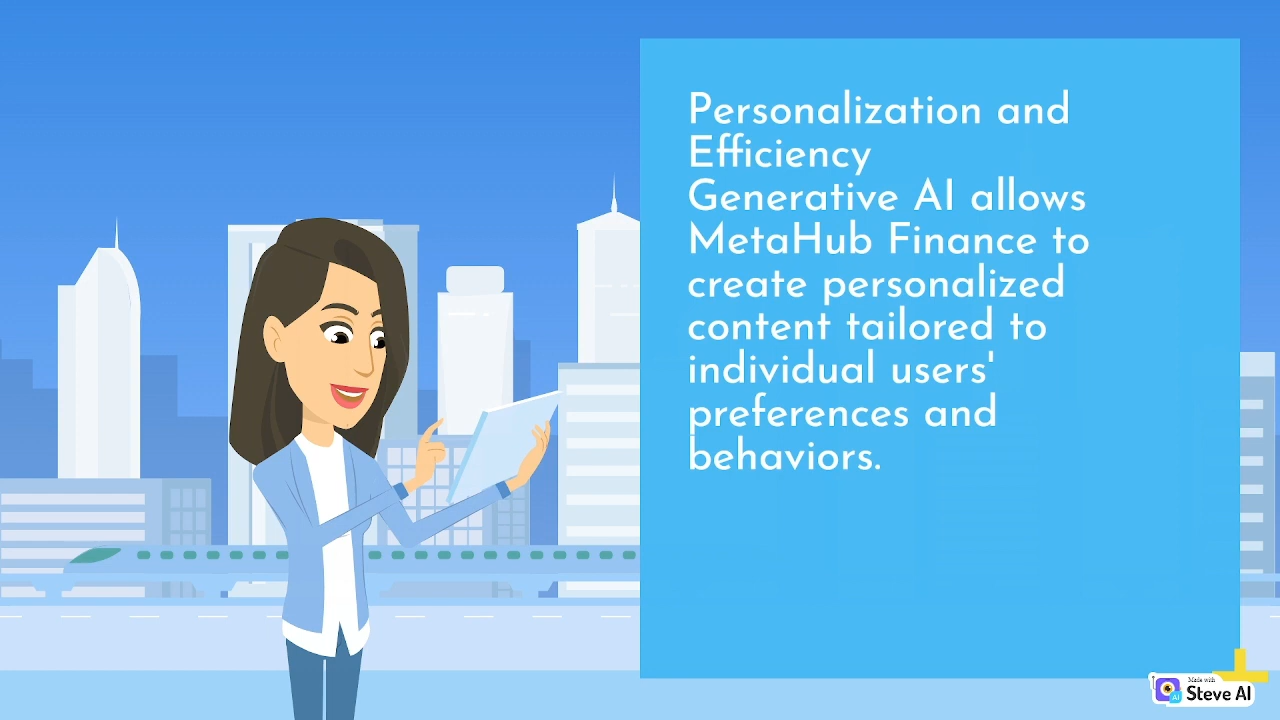 Personalization and
Efficiency
Generative AI allows
MetaHub Finance to
create personalized
content tailored to
individual users'
preferences and
behaviors.
Made with
Steve AI